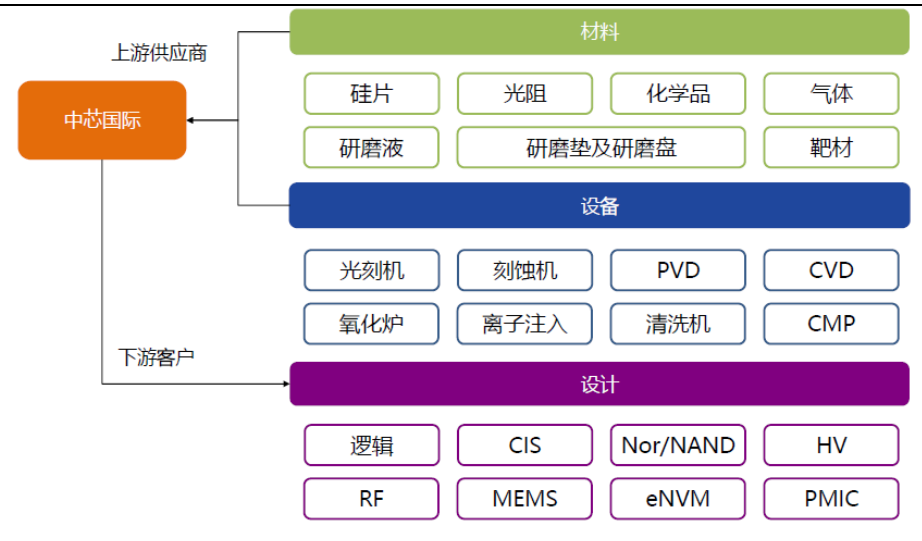 材料
上游供应商
中芯国际
硅片 光阻 化学品 气体
研磨液 研磨垫及研磨盘 靶材
设备
光刻机 刻蚀机 PVD CVD
氧化炉 离子注入 清洗机 CMP
下游客户
设计
逻辑 CIS Nor/NAND HV
RF MEMS eNVM PMIC